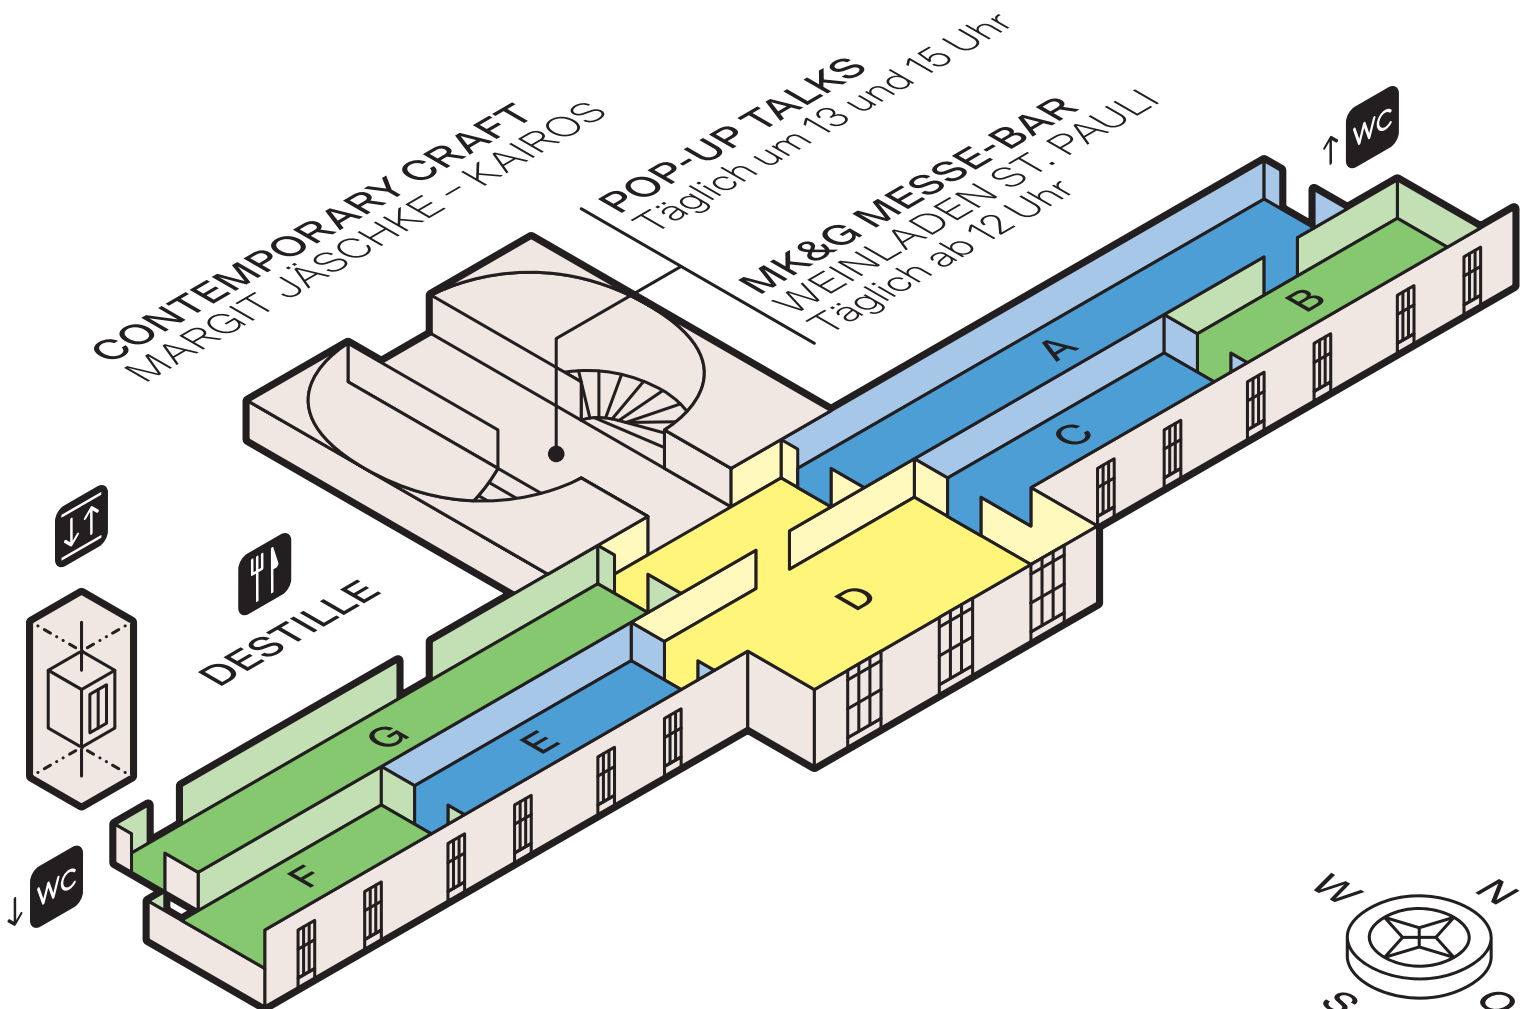 CONTEMPORARY CRAFT
MARGIT JÄSCHKE – KAIROS
POP-UP TALKS
Täglich um 13 und 15 Uhr
MK&G MESSE-BAR
WEINLADEN ST. PAULI
Täglich ab 12 Uhr
WC
A
B
C
D
DESTILLE
G
E
F
WC
W
N
S
O